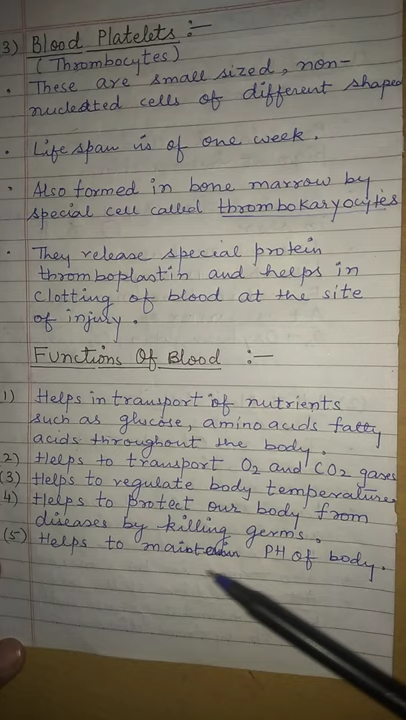 3) Blood Platelets :-
(Thrombocytes)
• These are small sized, non-
nucleated cells of different shaped
• Life span is of one week.
• Also formed in bone marrow by
special cell called thrombokaryocytes
• They release special protein
thromboplastin and helps in
clotting of blood at the site
of injury.
Functions Of Blood :-
1) Helps in transport of nutrients
such as glucose, amino acids fatty
acids throughout the body.
2) Helps to transport O2 and CO2 gases
(3) Helps to regulate body temperature
4) Helps to protect our body from
diseases by killing germs.
(5) Helps to maintain PH of body.